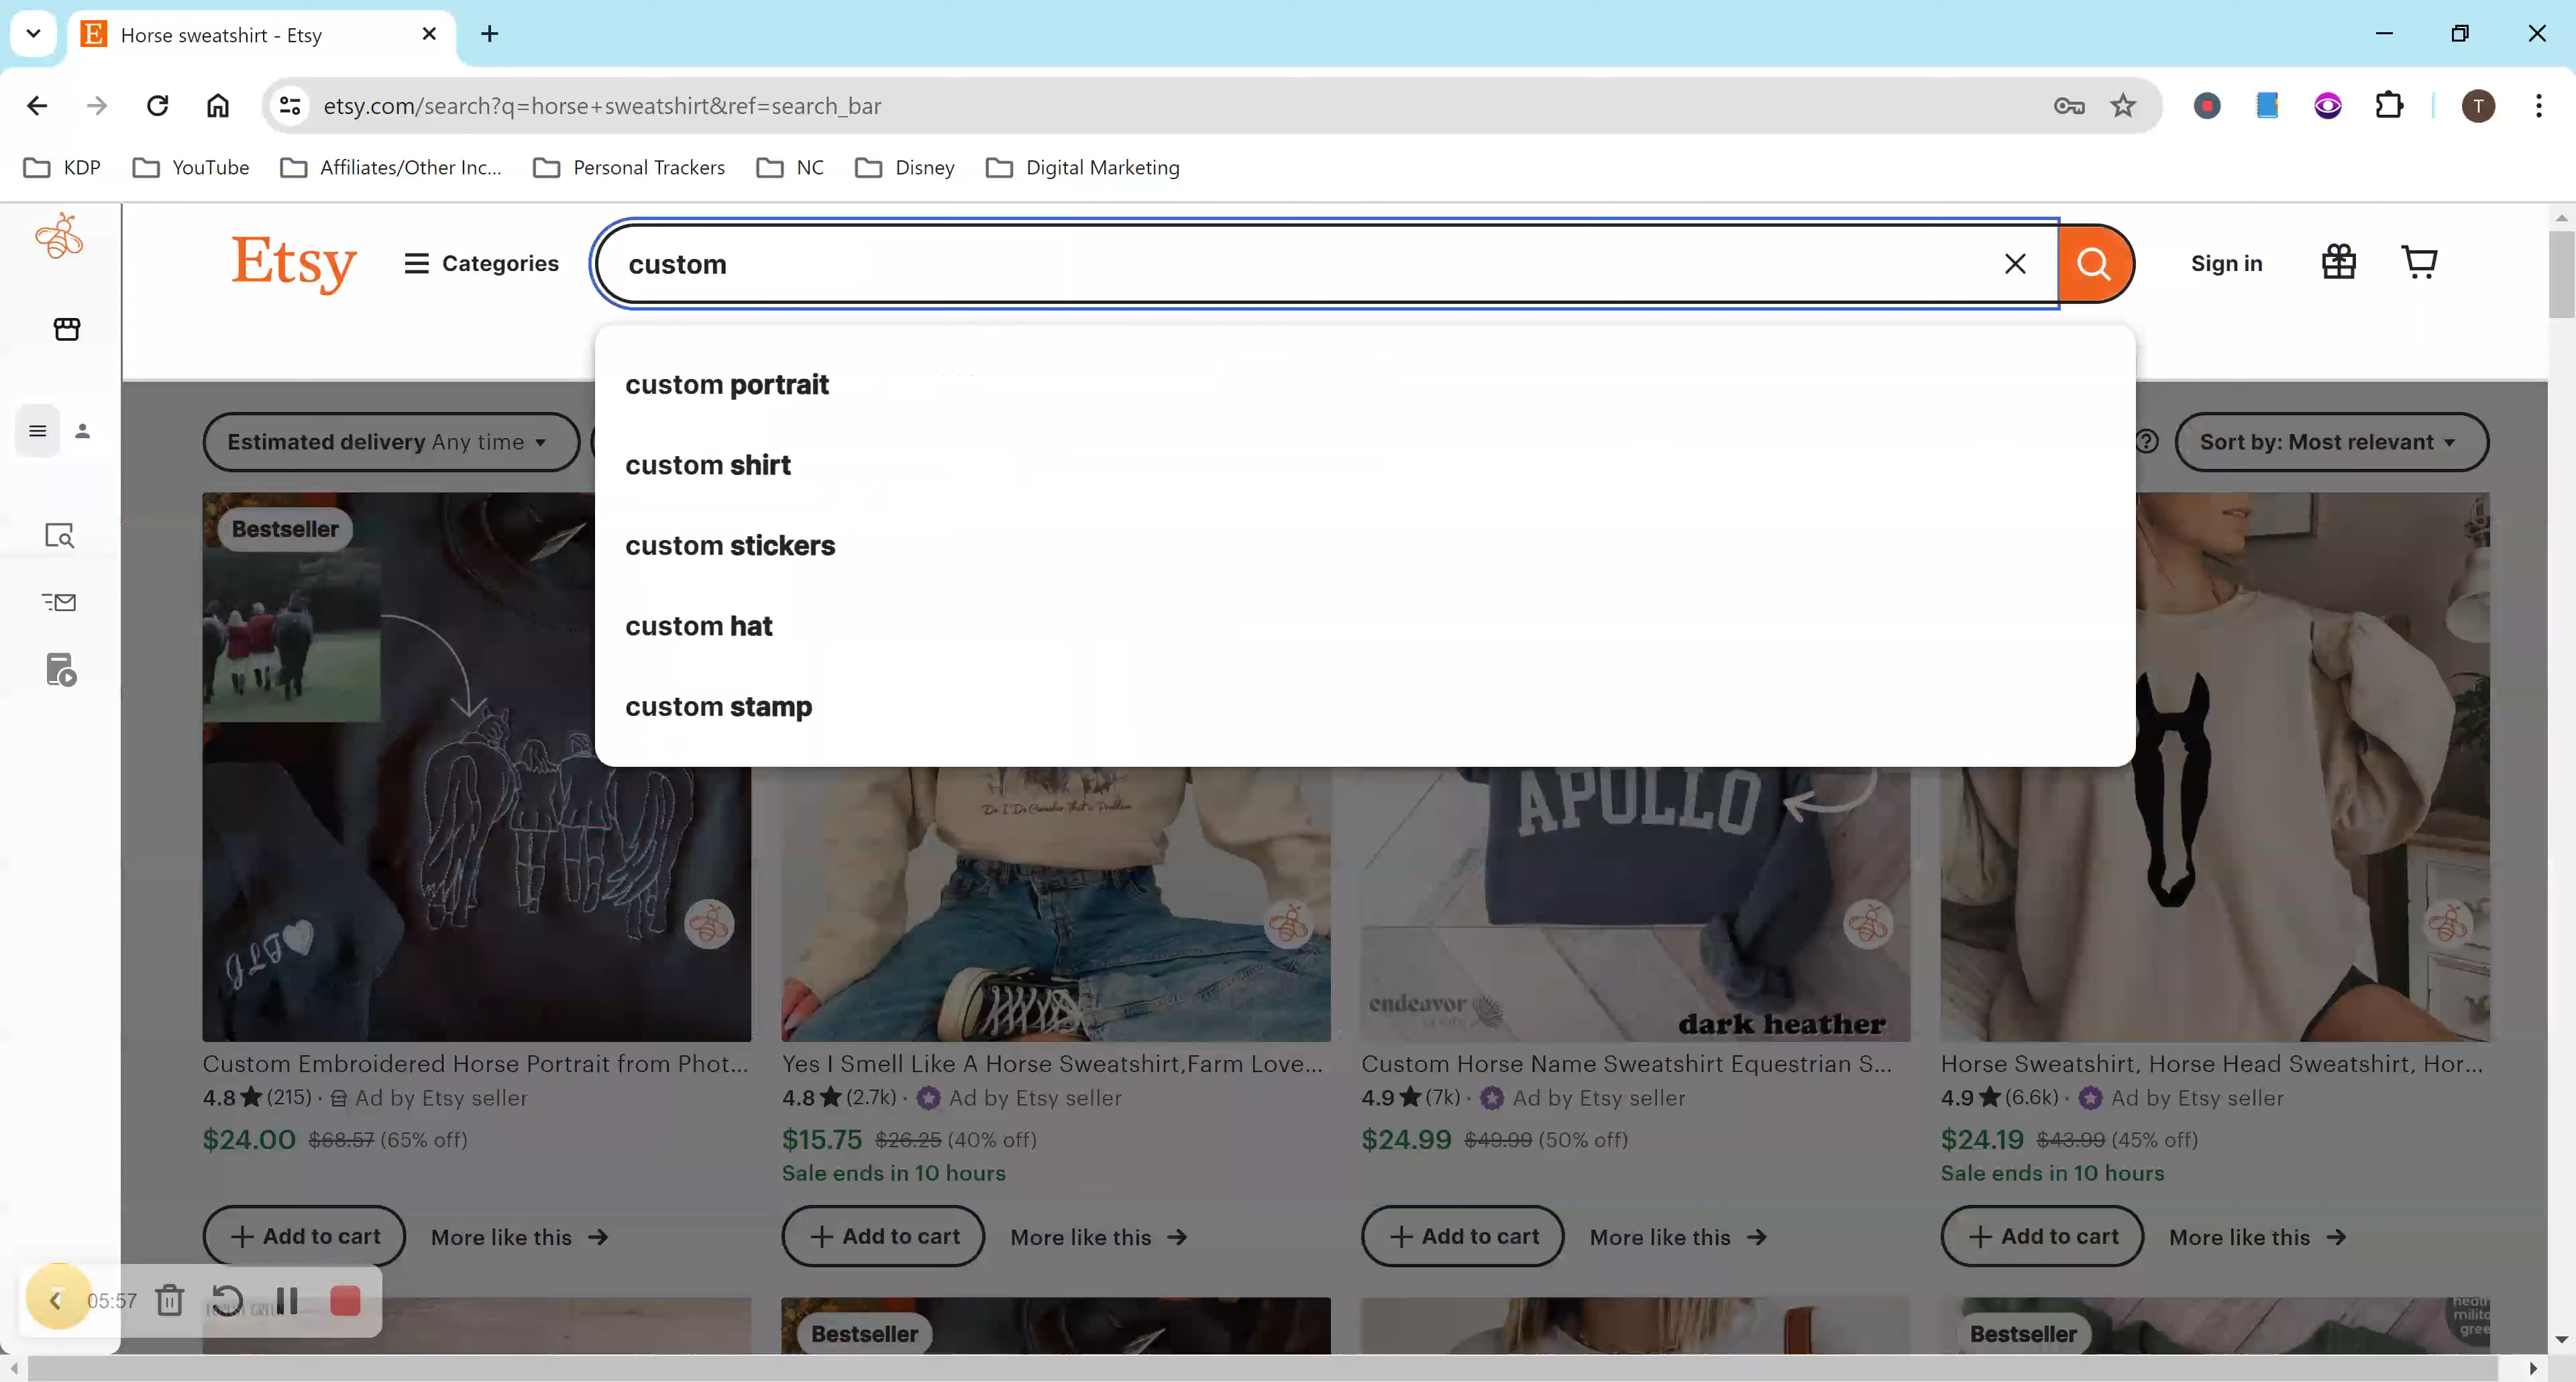 Horse sweatshirt - Etsy
etsy.com/search?q=horse+sweatshirt&ref=search_bar
T
KDP YouTube Affiliates/Other Inc... Personal Trackers NC Disney Digital Marketing
Etsy Categories custom Sign in
custom portrait
custom shirt
custom stickers
custom hat
custom stamp
Estimated delivery Any time Sort by: Most relevant
Bestseller
Do I Do Consider That a Problem
APOLLO
JLT
endeavor
dark heather
Custom Embroidered Horse Portrait from Phot...
4.8 (215) · Ad by Etsy seller
$24.00 $68.57 (65% off)
Add to cart More like this
Yes I Smell Like A Horse Sweatshirt,Farm Love...
4.8 (2.7k) · Ad by Etsy seller
$15.75 $26.25 (40% off)
Sale ends in 10 hours
Add to cart More like this
Custom Horse Name Sweatshirt Equestrian S...
4.9 (7k) · Ad by Etsy seller
$24.99 $49.99 (50% off)
Add to cart More like this
Horse Sweatshirt, Horse Head Sweatshirt, Hor...
4.9 (6.6k) · Ad by Etsy seller
$24.19 $43.99 (45% off)
Sale ends in 10 hours
Add to cart More like this
05:57
Bestseller
Bestseller